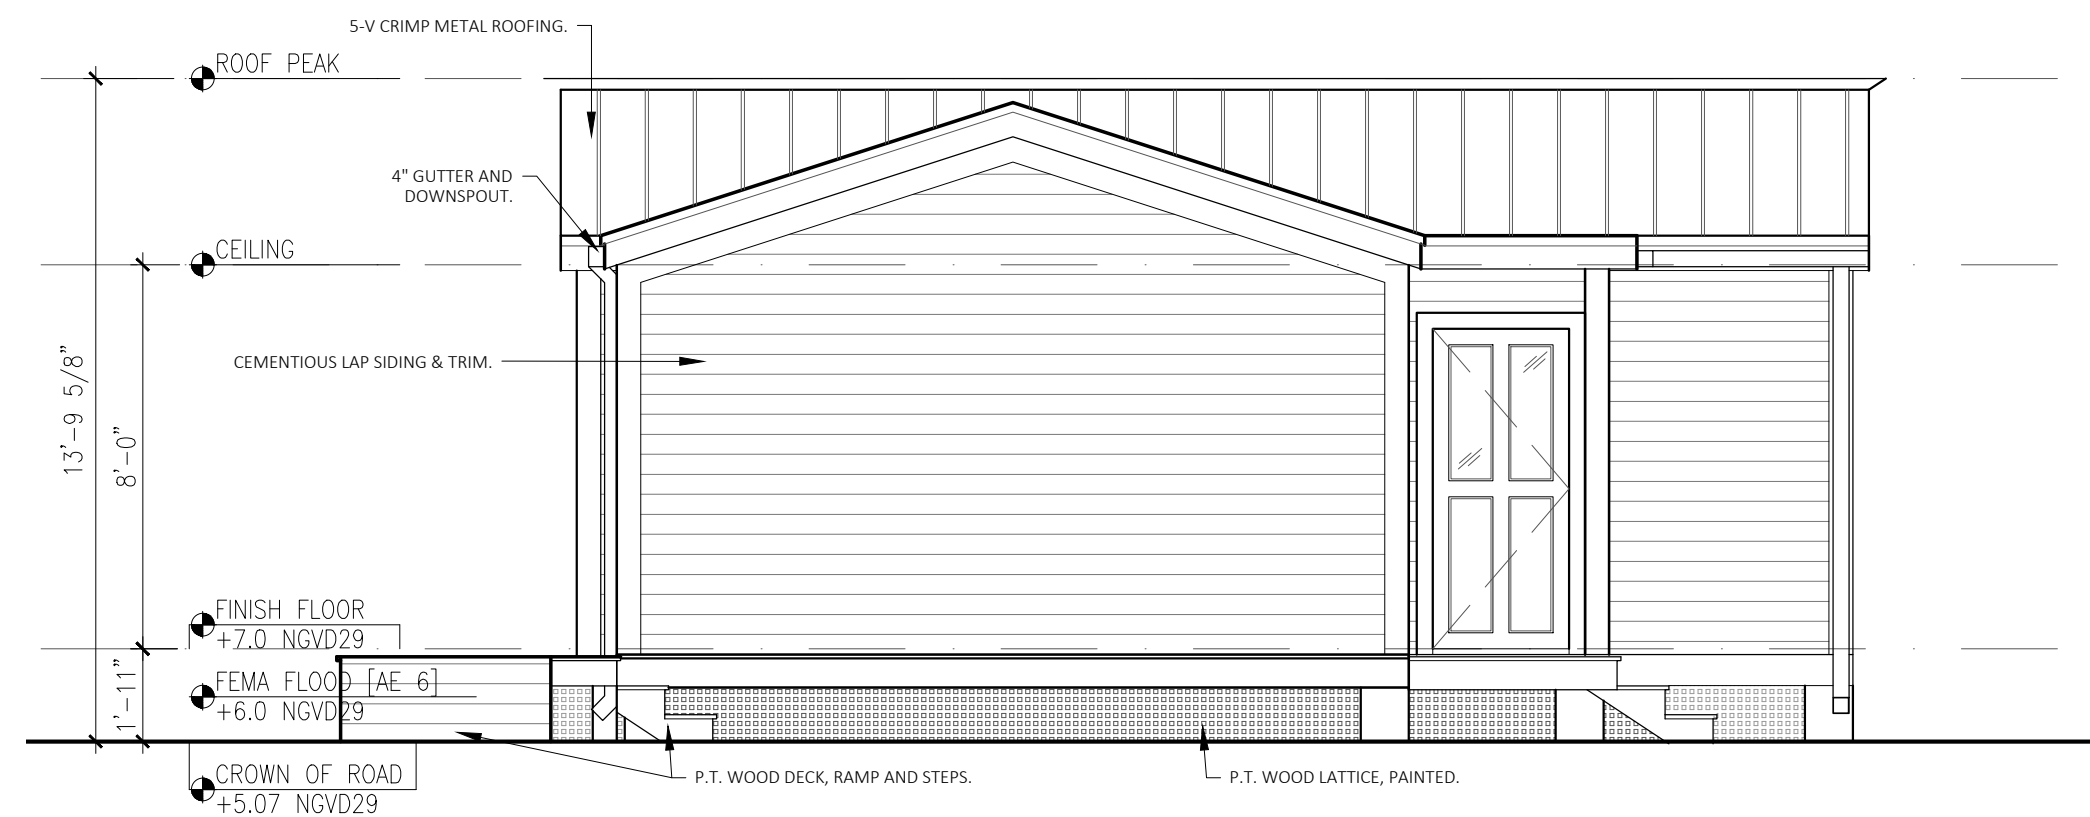 5-V CRIMP METAL ROOFING.
ROOF PEAK
4" GUTTER AND
DOWNSPOUT.
CEILING
CEMENTIOUS LAP SIDING & TRIM.
13'-9 5/8"
8'-0"
FINISH FLOOR
+7.0 NGVD29
FEMA FLOOD [AE 6]
+6.0 NGVD29
1'-11"
CROWN OF ROAD
+5.07 NGVD29
P.T. WOOD DECK, RAMP AND STEPS.
P.T. WOOD LATTICE, PAINTED.